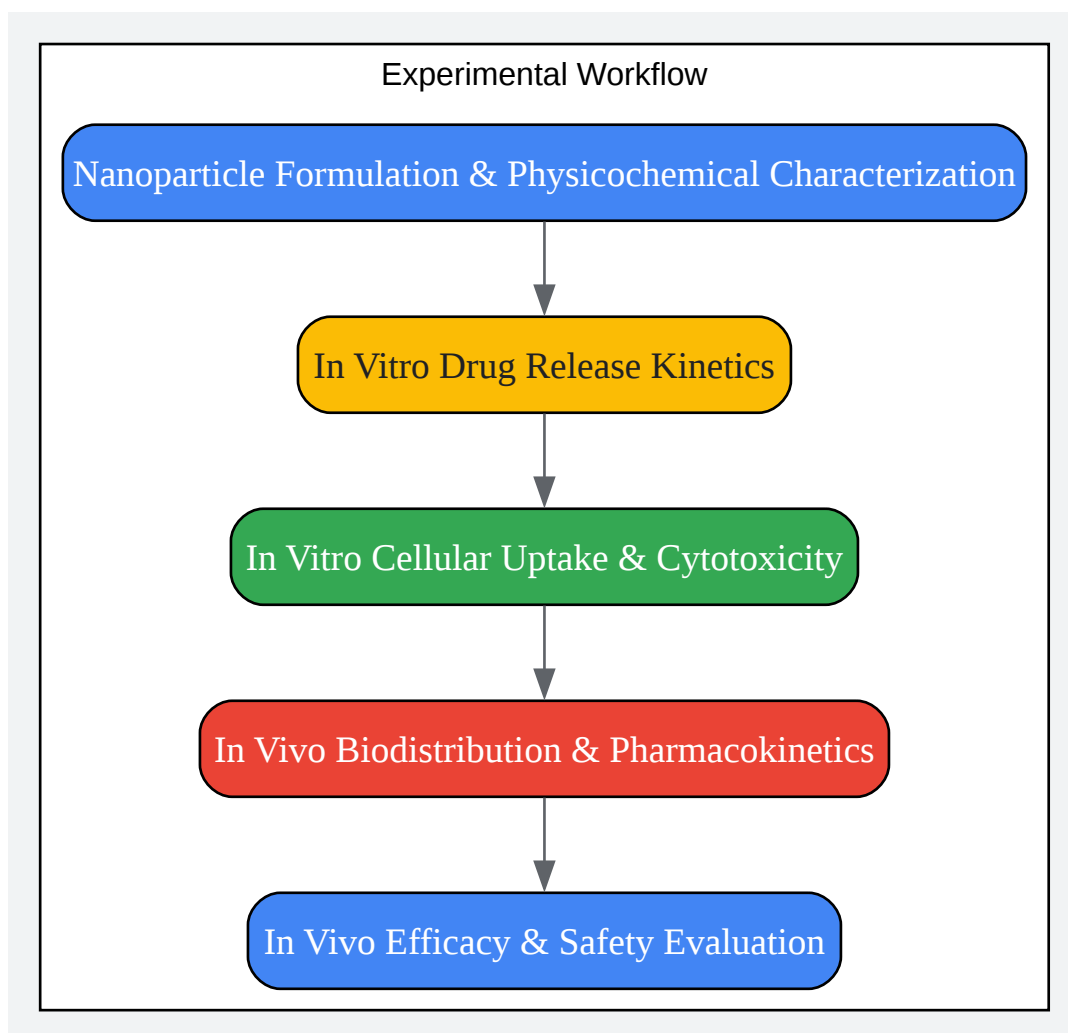 Experimental Workflow
Nanoparticle Formulation & Physicochemical Characterization
In Vitro Drug Release Kinetics
In Vitro Cellular Uptake & Cytotoxicity
In Vivo Biodistribution & Pharmacokinetics
In Vivo Efficacy & Safety Evaluation